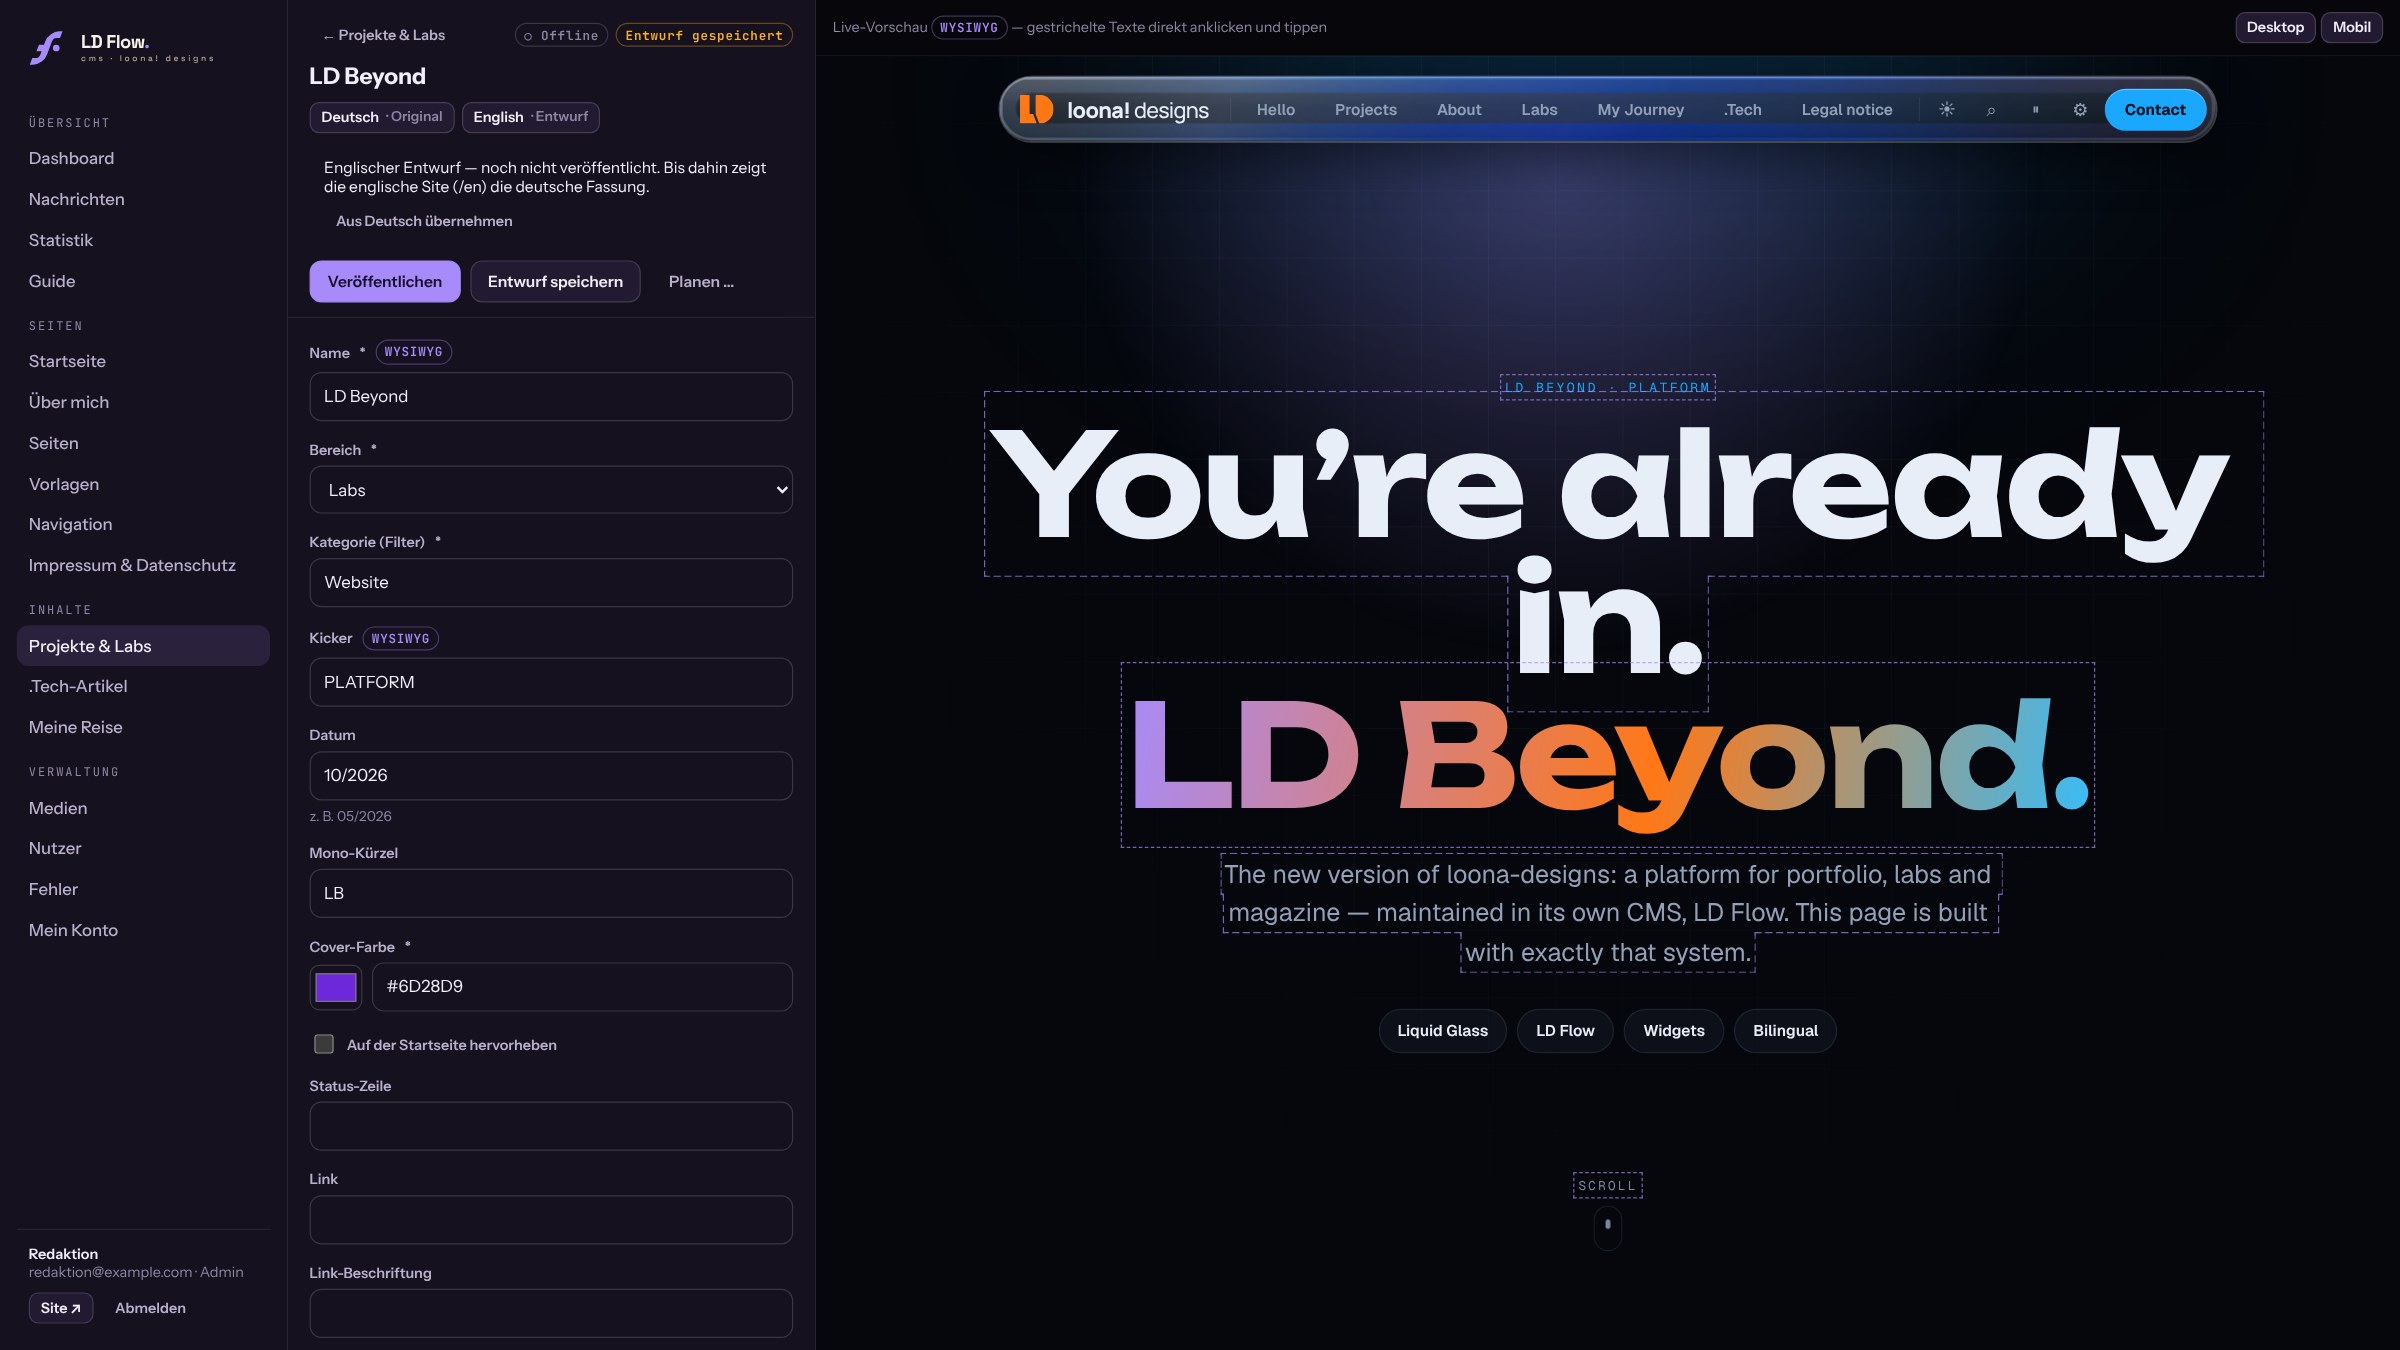 LD Flow.
cms · loona! designs
ÜBERSICHT
Dashboard
Nachrichten
Statistik
Guide
SEITEN
Startseite
Über mich
Seiten
Vorlagen
Navigation
Impressum & Datenschutz
INHALTE
Projekte & Labs
.Tech-Artikel
Meine Reise
VERWALTUNG
Medien
Nutzer
Fehler
Mein Konto
Redaktion
redaktion@example.com · Admin
Site ↗ Abmelden
← Projekte & Labs ○ Offline Entwurf gespeichert
LD Beyond
Deutsch · Original English · Entwurf
Englischer Entwurf — noch nicht veröffentlicht. Bis dahin zeigt
die englische Site (/en) die deutsche Fassung.
Aus Deutsch übernehmen
Veröffentlichen Entwurf speichern Planen …
Name * WYSIWYG
LD Beyond
Bereich *
Labs
Kategorie (Filter) *
Website
Kicker WYSIWYG
PLATFORM
Datum
10/2026
z. B. 05/2026
Mono-Kürzel
LB
Cover-Farbe *
#6D28D9
Auf der Startseite hervorheben
Status-Zeile
Link
Link-Beschriftung
Live-Vorschau WYSIWYG — gestrichelte Texte direkt anklicken und tippen Desktop Mobil
LD loona! designs Hello Projects About Labs My Journey .Tech Legal notice Contact
LD BEYOND · PLATFORM
You’re already
in.
LD Beyond.
The new version of loona-designs: a platform for portfolio, labs and
magazine — maintained in its own CMS, LD Flow. This page is built
with exactly that system.
Liquid Glass LD Flow Widgets Bilingual
SCROLL